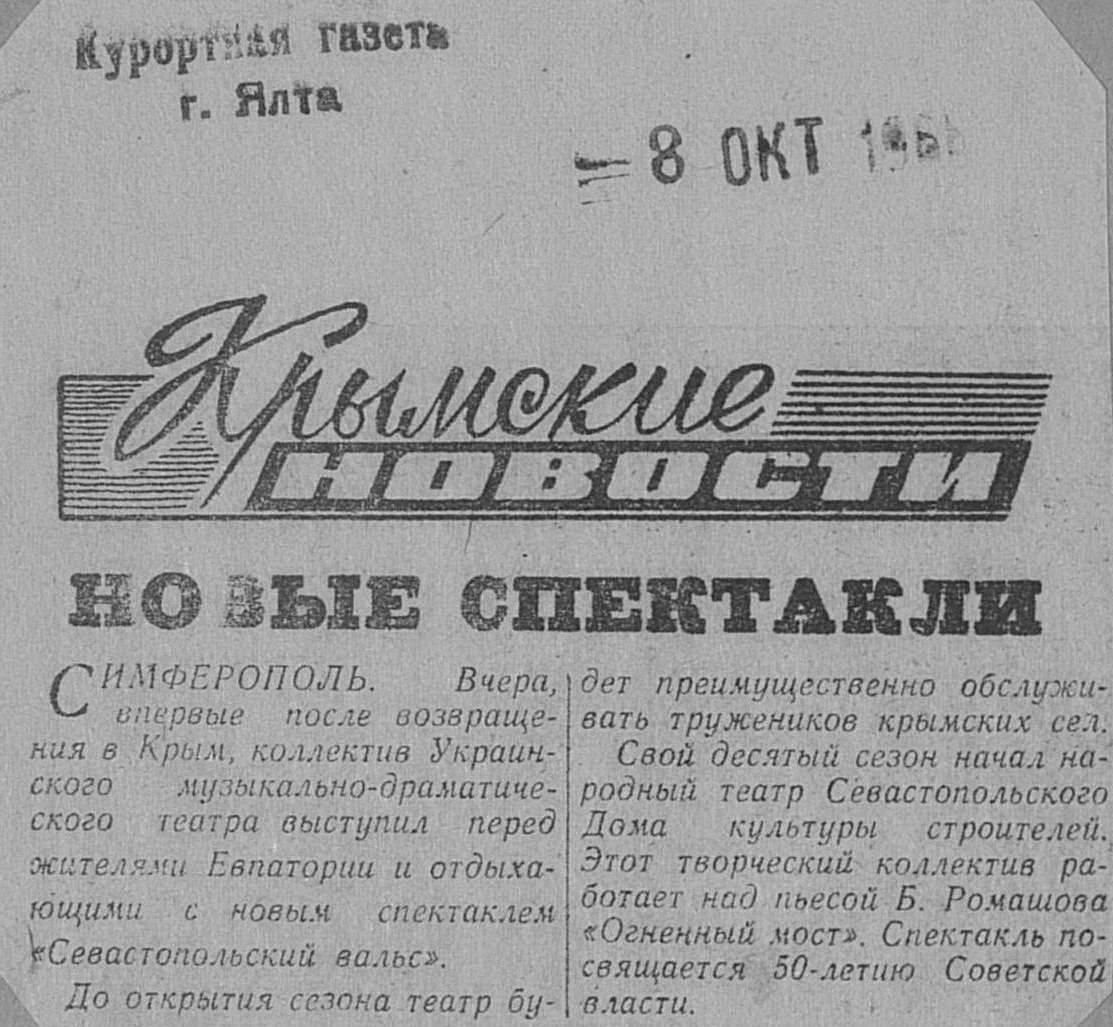 Курортная газета
г. Ялта
8 ОКТ
Крымские
НОВОСТИ
НОВЫЕ СПЕКТАКЛИ
СИМФЕРОПОЛЬ. Вчера,
впервые после возвраще-
ния в Крым, коллектив Украин-
ского музыкально-драматиче-
ского театра выступил перед
жителями Евпатории и отдыха-
ющими с новым спектаклем
«Севастопольский вальс».
До открытия сезона театр бу-
дет преимущественно обслужи-
вать тружеников крымских сел.
Свой десятый сезон начал на-
родный театр Севастопольского
Дома культуры строителей.
Этот творческий коллектив ра-
ботает над пьесой Б. Ромашова
«Огненный мост». Спектакль по-
свящается 50-летию Советской
власти.